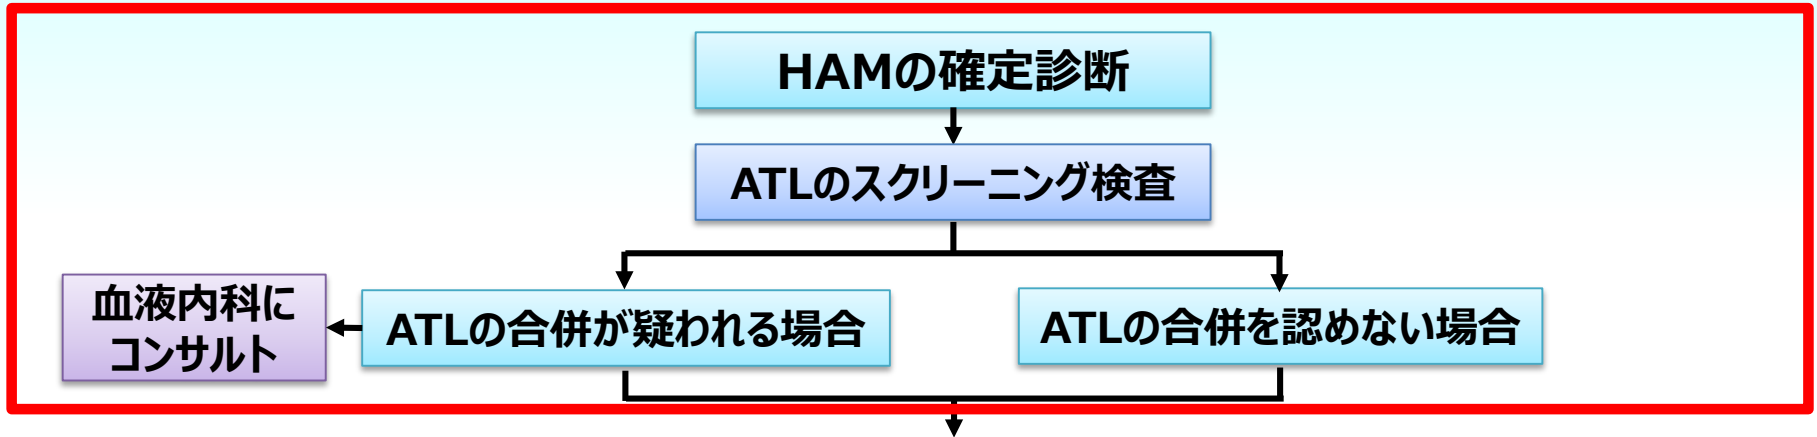 HAMの確定診断
ATLのスクリーニング検査
血液内科に
コンサルト
ATLの合併が疑われる場合
ATLの合併を認めない場合